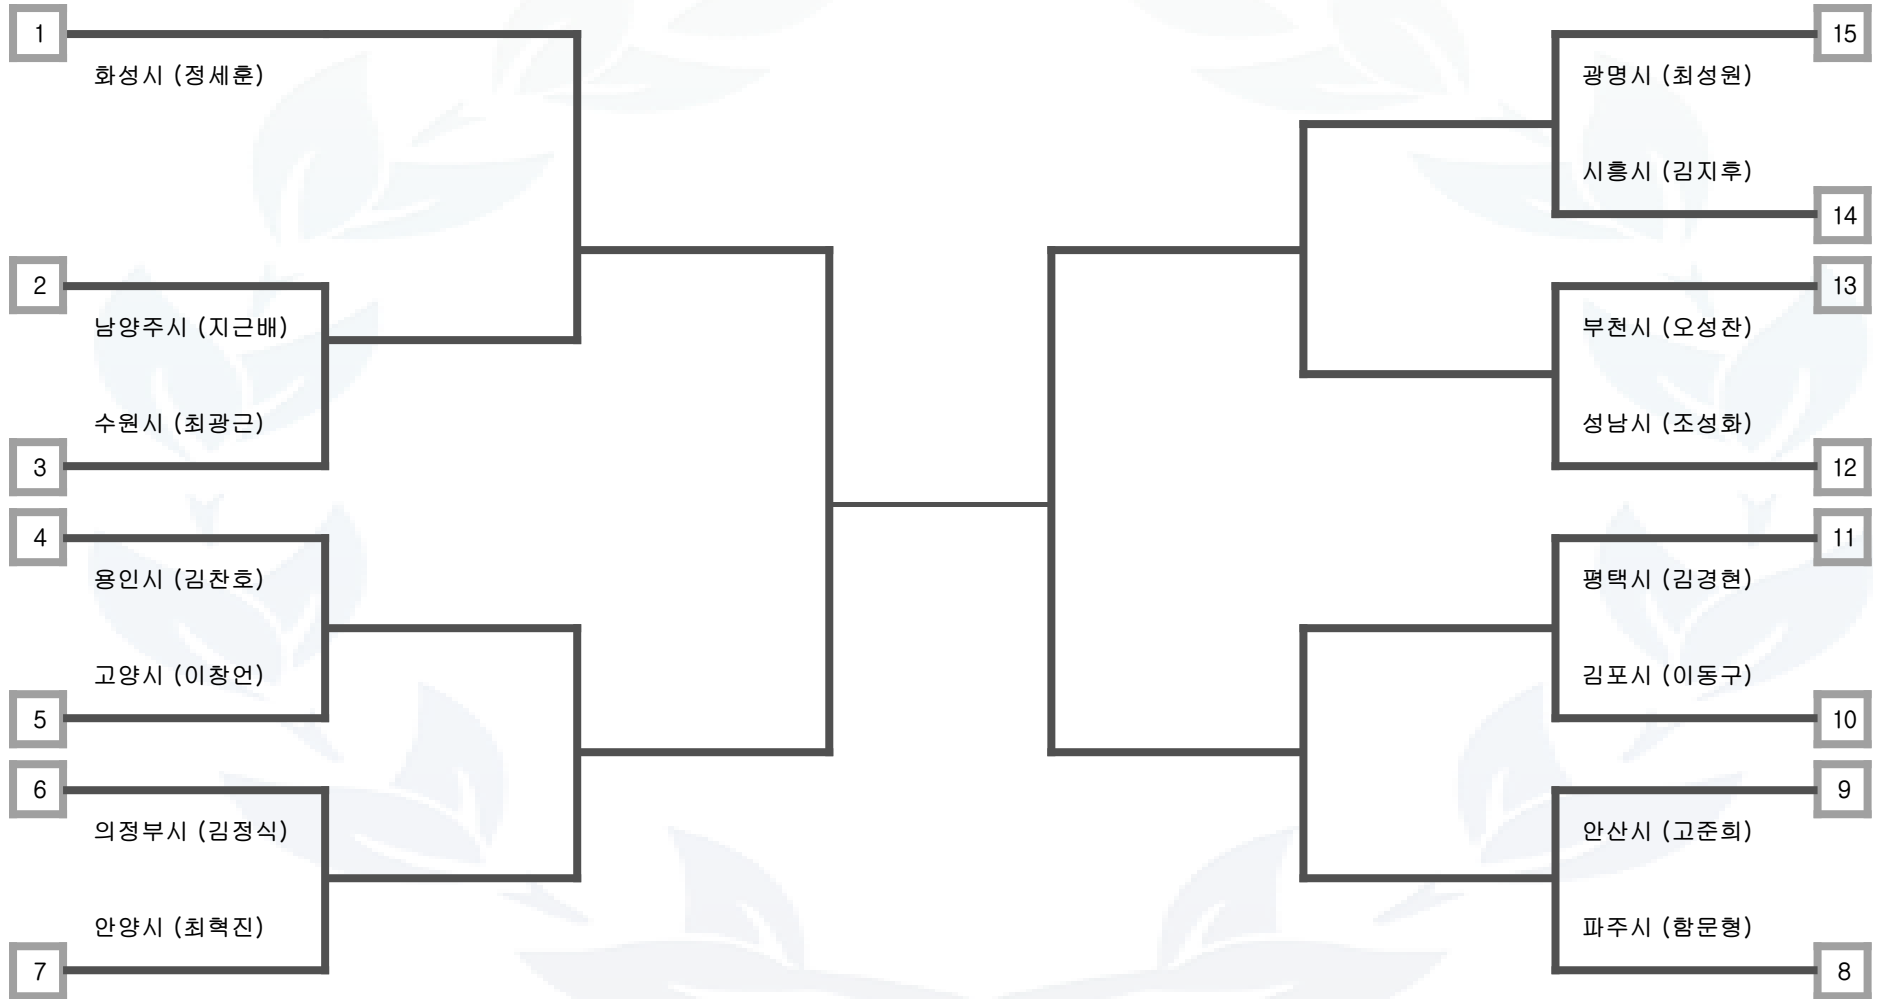 1
화성시 (정세훈)
2
남양주시 (지근배)
수원시 (최광근)
3
4
용인시 (김찬호)
고양시 (이창언)
5
6
의정부시 (김정식)
안양시 (최혁진)
7
15
광명시 (최성원)
시흥시 (김지후)
14
13
부천시 (오성찬)
성남시 (조성화)
12
11
평택시 (김경현)
김포시 (이동구)
10
9
안산시 (고준희)
파주시 (함문형)
8